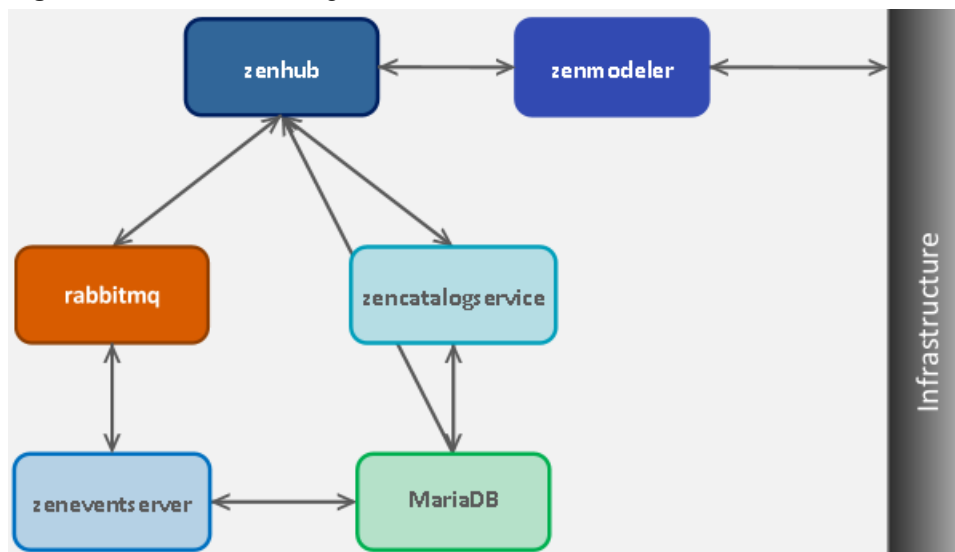 zenhub
zenmodeler
rabbitmq
zencatalogservice
Infrastructure
zeneventserver
MariaDB